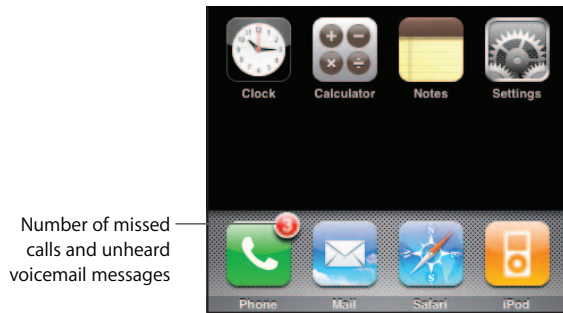 Clock Calculator Notes Settings
Number of missed
calls and unheard
voicemail messages
3
Phone Mail Safari iPod